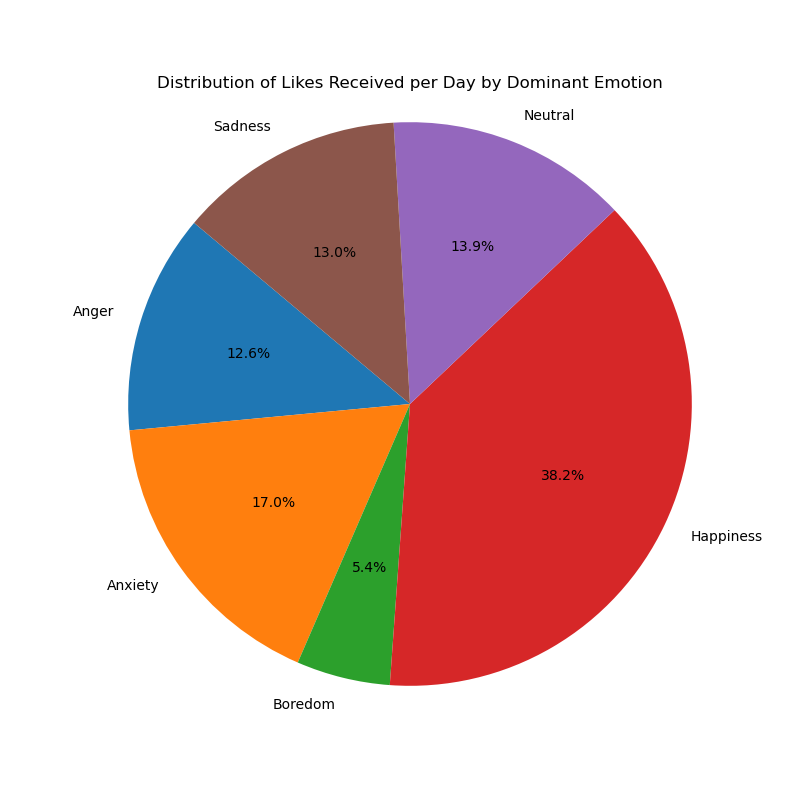 Distribution of Likes Received per Day by Dominant Emotion
Neutral
Sadness
13.9%
13.0%
Anger
12.6%
38.2%
17.0%
Happiness
5.4%
Anxiety
Boredom